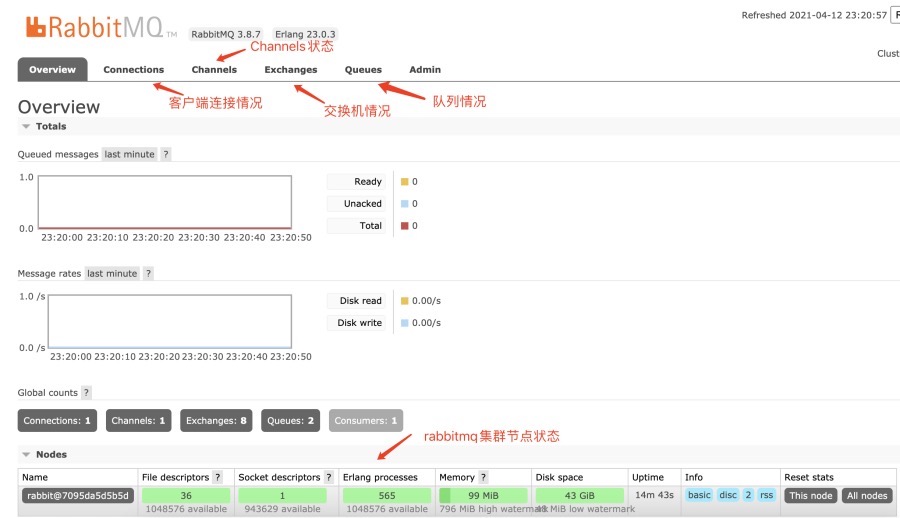 RabbitMQ TM
RabbitMQ 3.8.7 Erlang 23.0.3
Refreshed 2021-04-12 23:20:57 R
Clust
Channels状态
Overview Connections Channels Exchanges Queues Admin
客户端连接情况
交换机情况
队列情况
Overview
Totals
Queued messages last minute ?
1.0
0.0
23:20:00 23:20:10 23:20:20 23:20:30 23:20:40 23:20:50
Ready 0
Unacked 0
Total 0
Message rates last minute ?
1.0 /s
0.0 /s
23:20:00 23:20:10 23:20:20 23:20:30 23:20:40 23:20:50
Disk read 0.00/s
Disk write 0.00/s
Global counts ?
Connections: 1 Channels: 1 Exchanges: 8 Queues: 2 Consumers: 1
rabbitmq集群节点状态
Nodes
Name File descriptors ? Socket descriptors ? Erlang processes Memory ? Disk space Uptime Info Reset stats
rabbit@7095da5d5b5d 36 1 565 99 MiB 43 GiB 14m 43s basic disc 2 rss This node All nodes
1048576 available 943629 available 1048576 available 796 MiB high watermark MiB low watermark